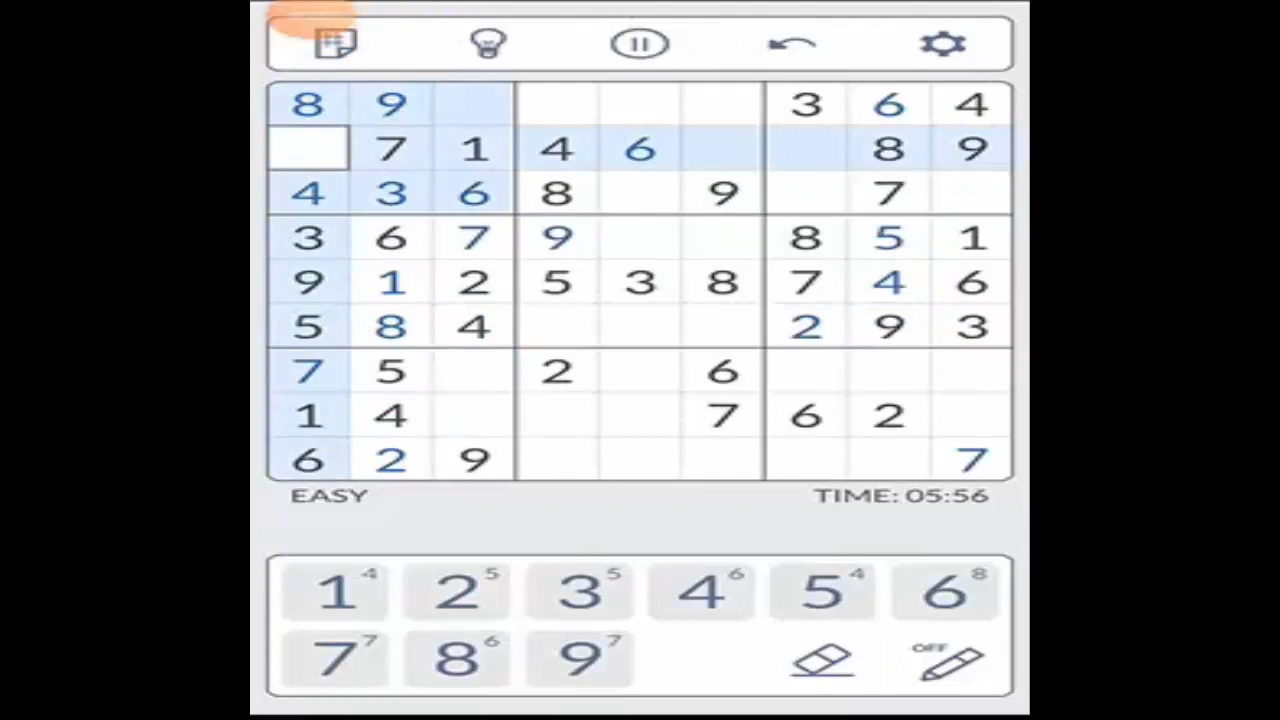 8 9 3 6 4
7 1 4 6 8 9
4 3 6 8 9 7
3 6 7 9 8 5 1
9 1 2 5 3 8 7 4 6
5 8 4 2 9 3
7 5 2 6
1 4 7 6 2
6 2 9 7
EASY TIME: 05:56
1 4 2 5 3 5 4 6 5 4 6 8
7 7 8 6 9 7 OFF